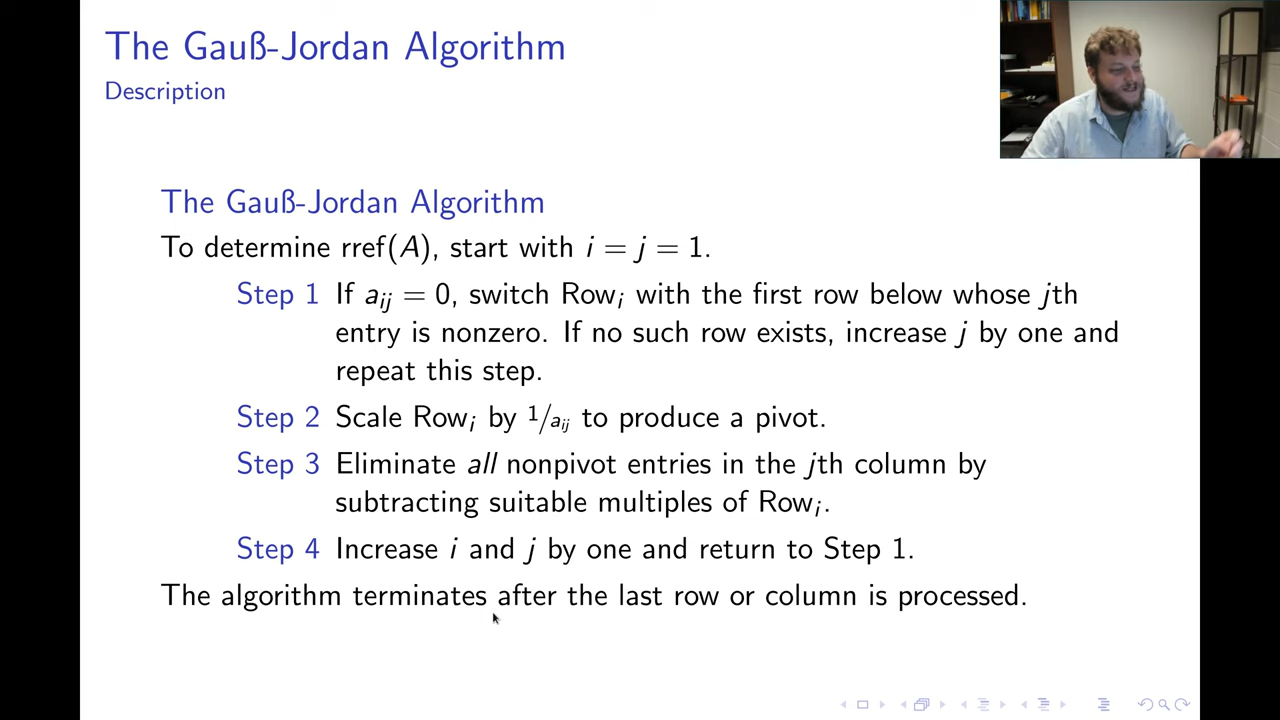 The Gauß-Jordan Algorithm
Description
The Gauß-Jordan Algorithm
To determine rref(A), start with i = j = 1.
Step 1 If aᵢⱼ = 0, switch Rowᵢ with the first row below whose jth
entry is nonzero. If no such row exists, increase j by one and
repeat this step.
Step 2 Scale Rowᵢ by 1/aᵢⱼ to produce a pivot.
Step 3 Eliminate all nonpivot entries in the jth column by
subtracting suitable multiples of Rowᵢ.
Step 4 Increase i and j by one and return to Step 1.
The algorithm terminates after the last row or column is processed.